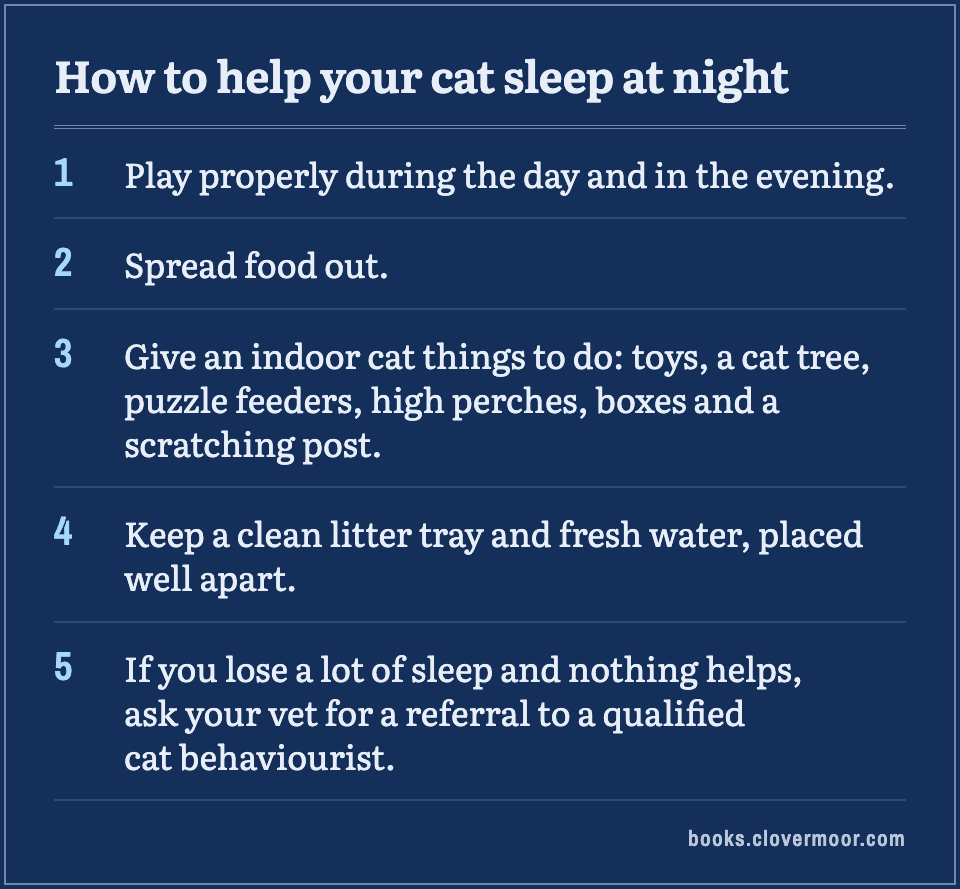 How to help your cat sleep at night
1 Play properly during the day and in the evening.
2 Spread food out.
3 Give an indoor cat things to do: toys, a cat tree,
puzzle feeders, high perches, boxes and a
scratching post.
4 Keep a clean litter tray and fresh water, placed
well apart.
5 If you lose a lot of sleep and nothing helps,
ask your vet for a referral to a qualified
cat behaviourist.
books.clovermoor.com